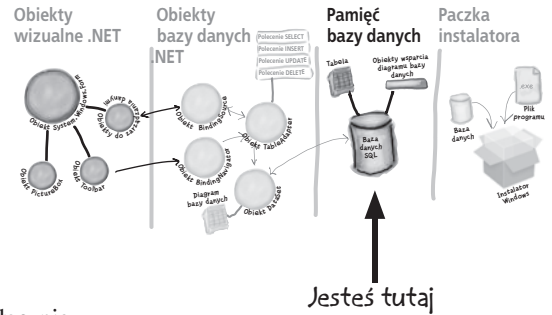 Obiekty
wizualne .NET
Obiekty
bazy danych
.NET
Pamięć
bazy danych
Paczka
instalatora
Polecenie SELECT
Polecenie INSERT
Polecenie UPDATE
Polecenie DELETE
Obiekt System.Windows.Form
Obiekty do zarządzania danymi
Obiekt PictureBox
Obiekt Toolbar
Obiekt BindingSource
Obiekt TableAdapter
Obiekt BindingNavigator
Diagram
bazy danych
Obiekt DataSet
Tabela
Obiekty wsparcia
diagramu bazy
danych
Baza
danych
SQL
.EXE
Plik
programu
Baza
danych
Instalator
Windows
Jesteś tutaj